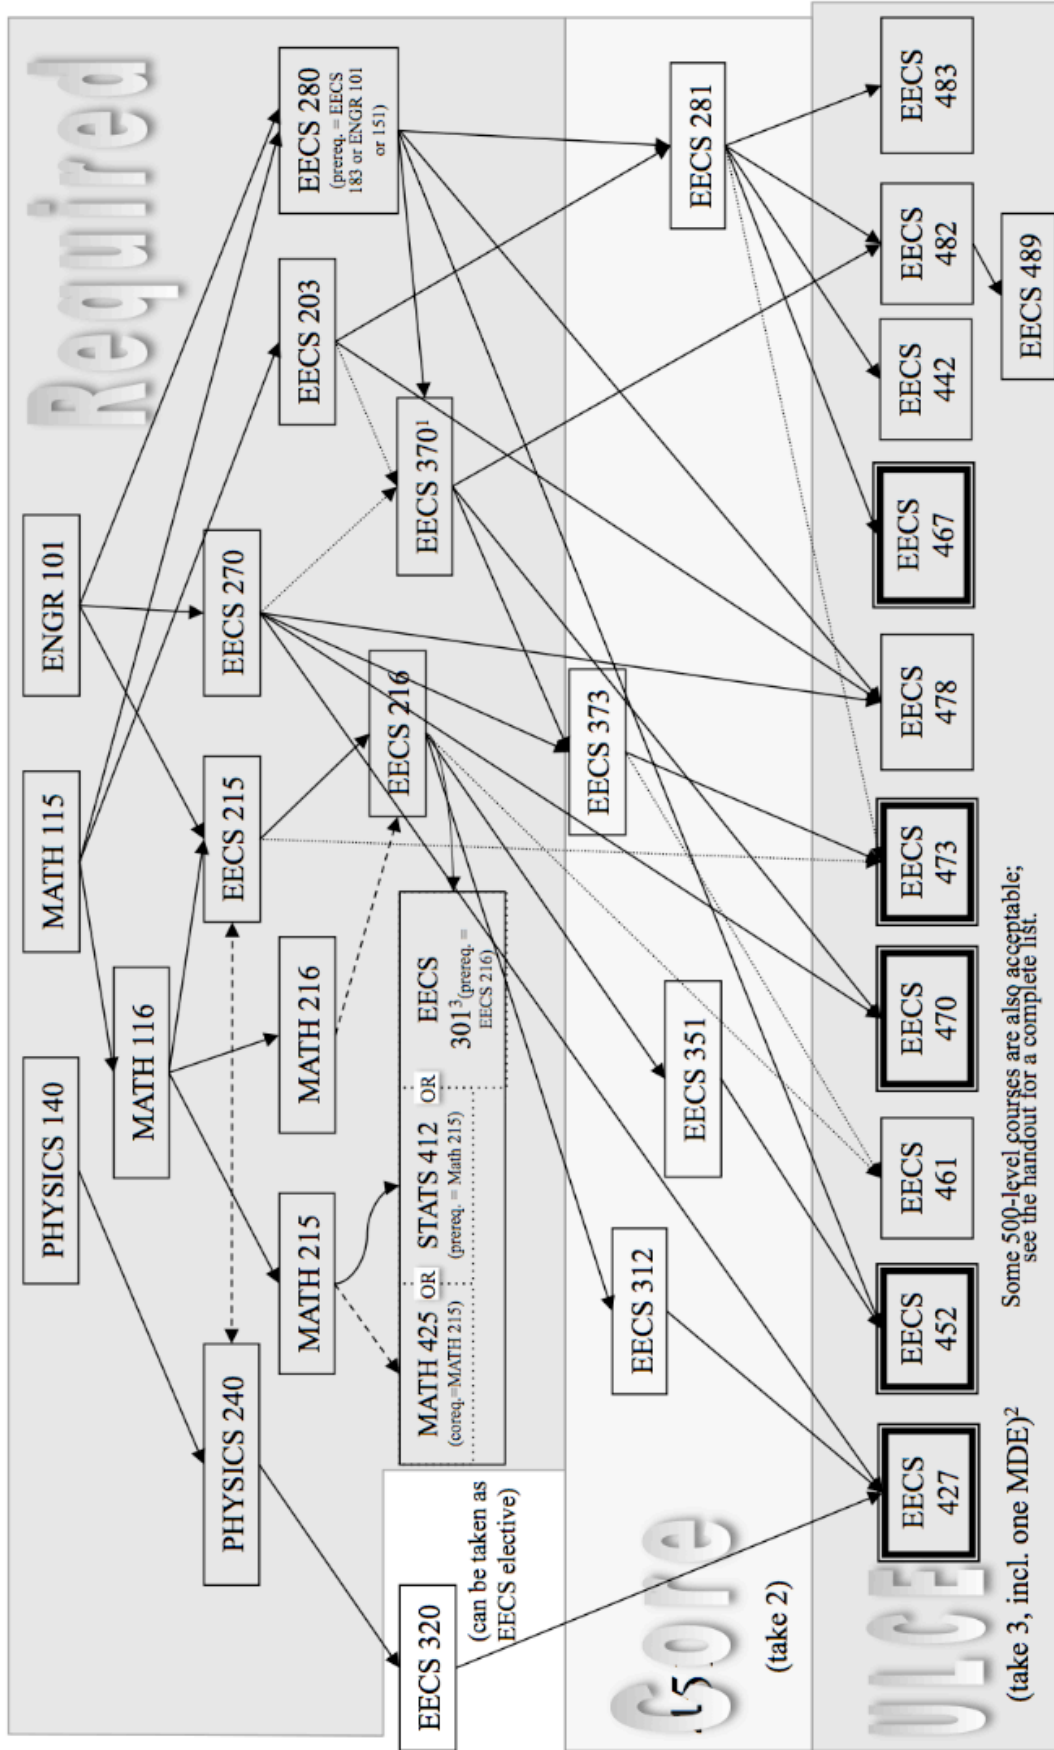 Required
PHYSICS 140
MATH 115
ENGR 101
MATH 116
PHYSICS 240
EECS 215
EECS 270
MATH 215
MATH 216
EECS 203
EECS 280
(prereq. = EECS
183 or ENGR 101
or 151)
EECS 216
EECS 370¹
EECS 320
(can be taken as
EECS elective)
MATH 425 OR STATS 412 OR EECS
(coreq.=MATH 215)
(prereq. = Math 215)
301³(prereq. =
EECS 216)
Core
(take 2)
EECS 312
EECS 351
EECS 373
EECS 281
ULCE
(take 3, incl. one MDE)²
EECS
427
EECS
452
EECS
461
EECS
470
EECS
473
EECS
478
EECS
467
EECS
442
EECS
482
EECS
483
EECS 489
Some 500-level courses are also acceptable;
see the handout for a complete list.